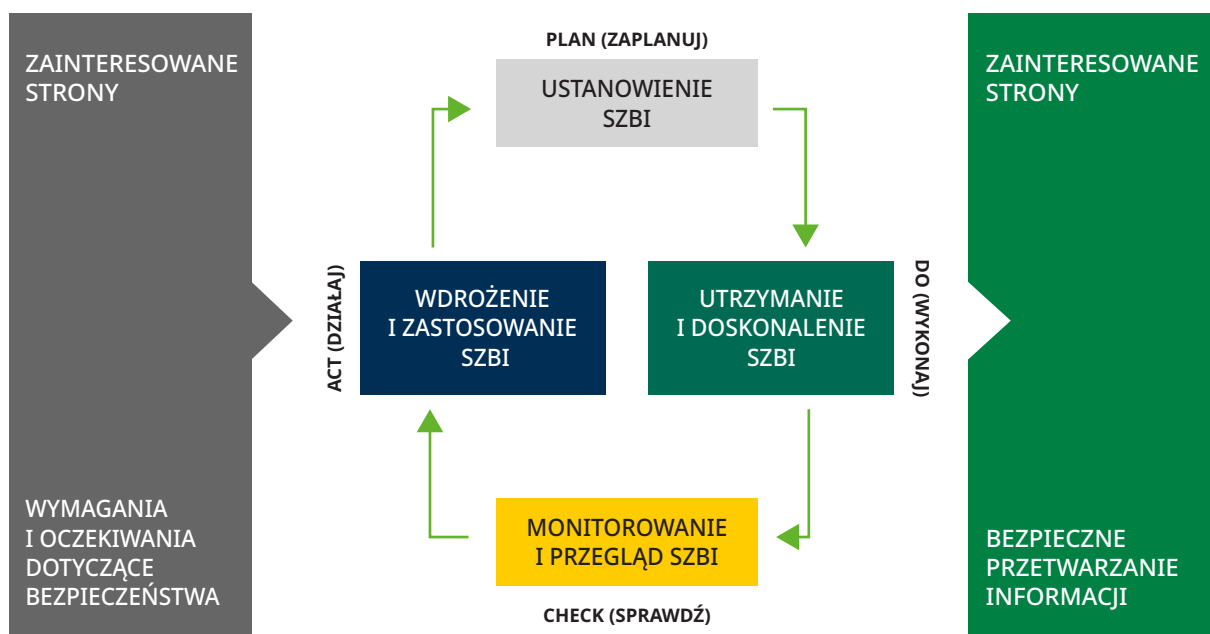 ZAINTERESOWANE
STRONY
WYMAGANIA
I OCZEKIWANIA
DOTYCZĄCE
BEZPIECZEŃSTWA
PLAN (ZAPLANUJ)
USTANOWIENIE
SZBI
ACT (DZIAŁAJ)
WDROŻENIE
I ZASTOSOWANIE
SZBI
UTRZYMANIE
I DOSKONALENIE
SZBI
DO (WYKONAJ)
MONITOROWANIE
I PRZEGLĄD SZBI
CHECK (SPRAWDŹ)
ZAINTERESOWANE
STRONY
BEZPIECZNE
PRZETWARZANIE
INFORMACJI